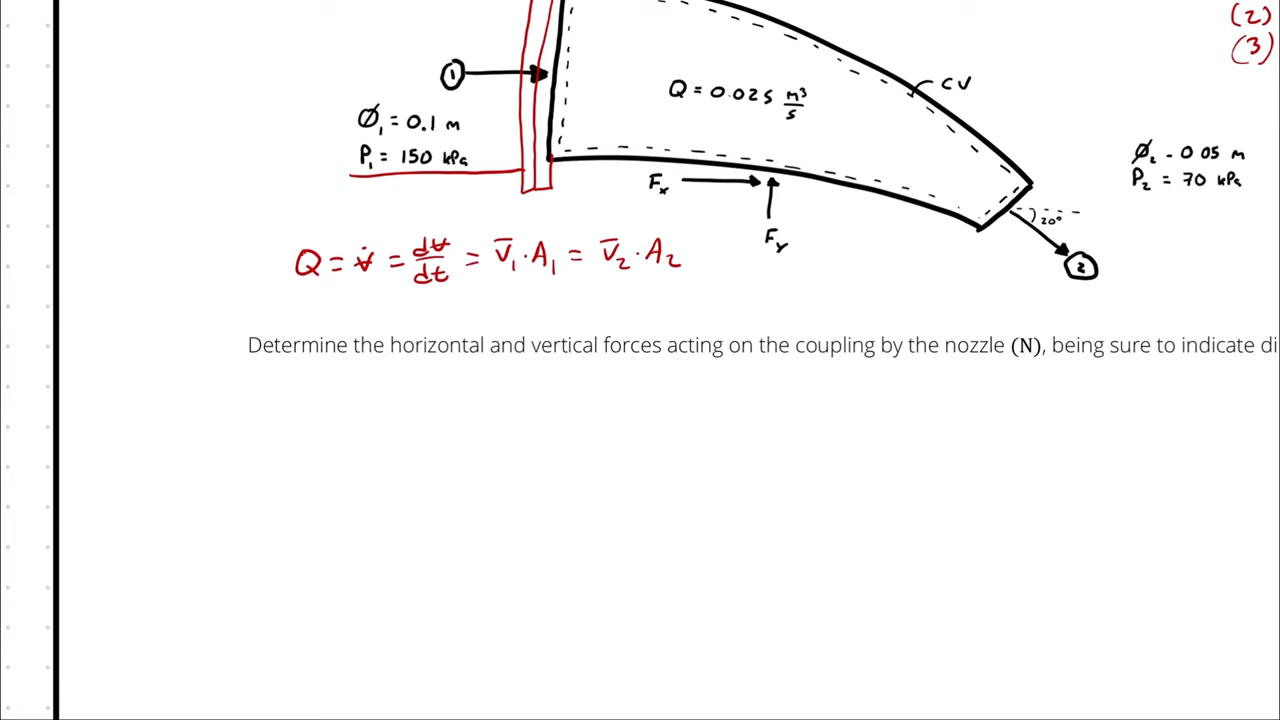 (2)
(3)
1
Q = 0.025 m³/s
CV
Ø₁ = 0.1 m
P₁ = 150 kPa
Ø₂ - 0 05 m
P₂ = 70 kPa
Fx
20°
Fy
2
Q = V̶̇ = dV̶/dt = V̄₁·A₁ = V̄₂·A₂
Determine the horizontal and vertical forces acting on the coupling by the nozzle (N), being sure to indicate di